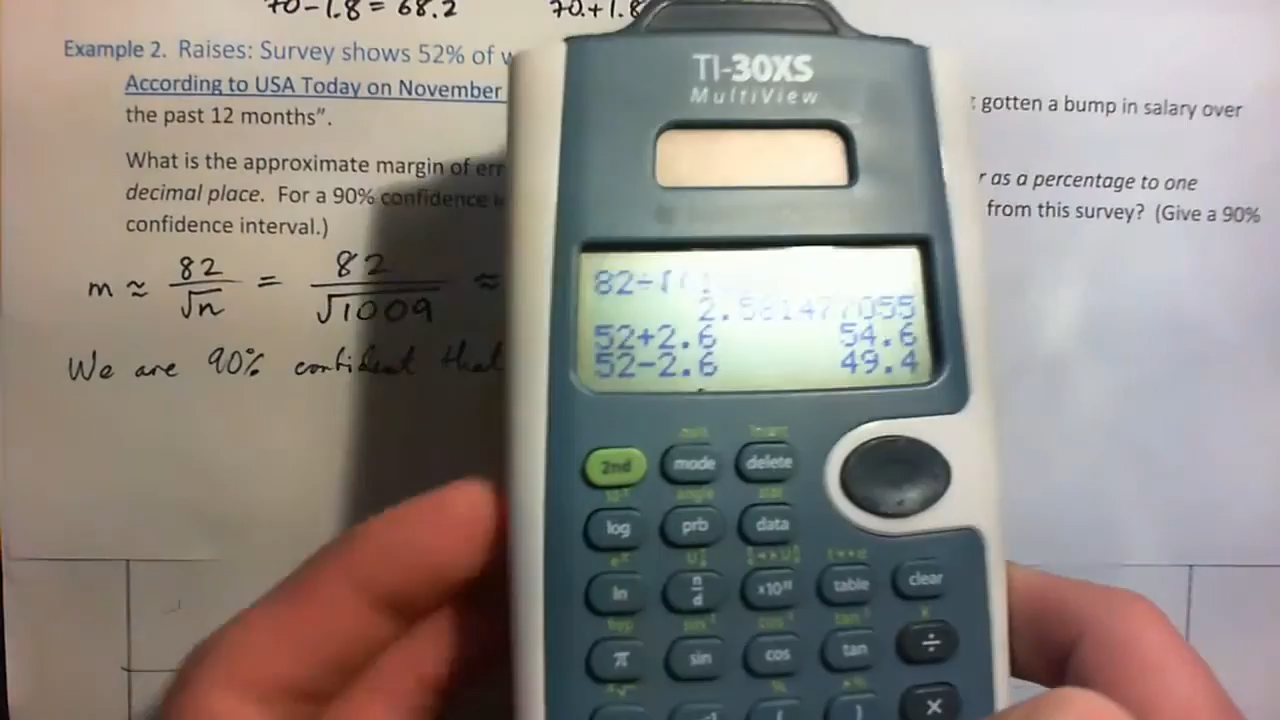 70-1.8 = 68.2 70.+1.8
Example 2. Raises: Survey shows 52% of w
According to USA Today on November gotten a bump in salary over
the past 12 months".
What is the approximate margin of err r as a percentage to one
decimal place. For a 90% confidence from this survey? (Give a 90%
confidence interval.)
m ≈ 82/√n = 82/√1009 ≈
We are 90% confident that
TI-30XS
MultiView
82÷√(1
2.581477055
52+2.6 54.6
52-2.6 49.4
2nd mode delete
log prb data
angle stat
ln n/d ×10ⁿ table clear
π sin cos tan ÷
×